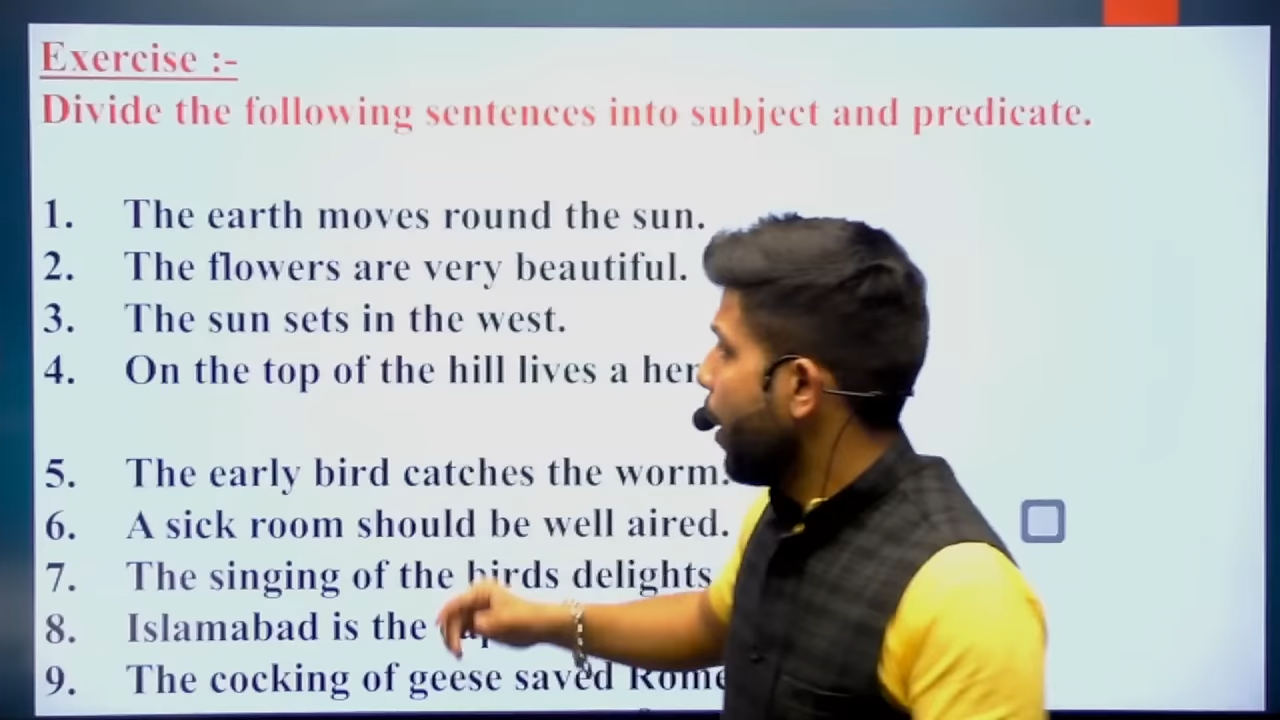 Exercise :-
Divide the following sentences into subject and predicate.
1. The earth moves round the sun.
2. The flowers are very beautiful.
3. The sun sets in the west.
4. On the top of the hill lives a
5. The early bird catches the worm.
6. A sick room should be well aired.
7. The singing of the birds delights
8. Islamabad is the
9. The cocking of geese saved Rome